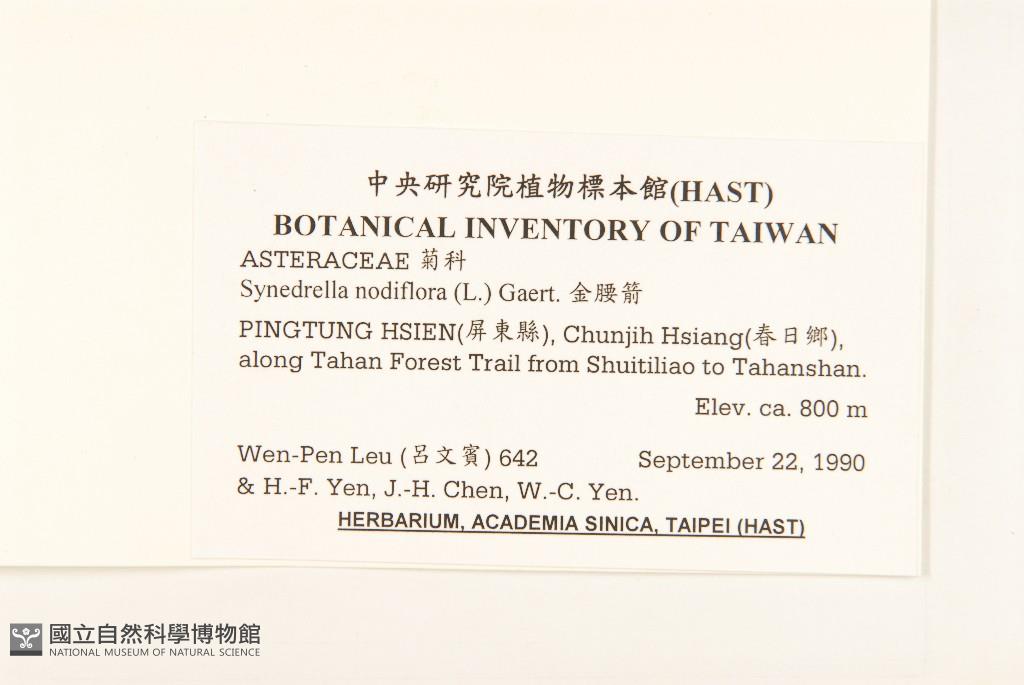 中央研究院植物標本館(HAST)
BOTANICAL INVENTORY OF TAIWAN
ASTERACEAE 菊科
Synedrella nodiflora (L.) Gaert. 金腰箭
PINGTUNG HSIEN(屏東縣), Chunjih Hsiang(春日鄉),
along Tahan Forest Trail from Shuitiliao to Tahanshan.
Elev. ca. 800 m
Wen-Pen Leu (呂文賓) 642 September 22, 1990
& H.-F. Yen, J.-H. Chen, W.-C. Yen.
HERBARIUM, ACADEMIA SINICA, TAIPEI (HAST)
國立自然科學博物館
NATIONAL MUSEUM OF NATURAL SCIENCE